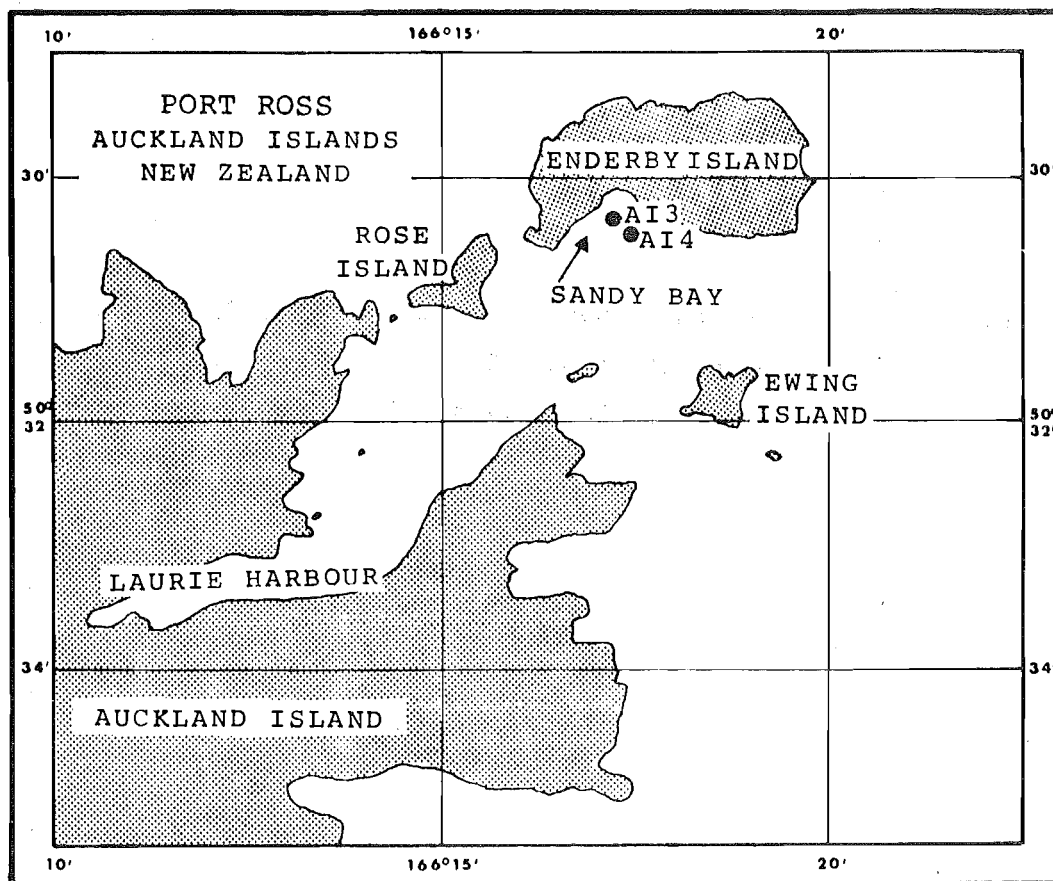 10'
166°15'
20'
PORT ROSS
AUCKLAND ISLANDS
NEW ZEALAND
ENDERBY ISLAND
30'
30'
AI3
AI4
ROSE
ISLAND
SANDY BAY
EWING
ISLAND
50°
32'
50°
32'
LAURIE HARBOUR
34'
34'
AUCKLAND ISLAND
10'
166°15'
20'